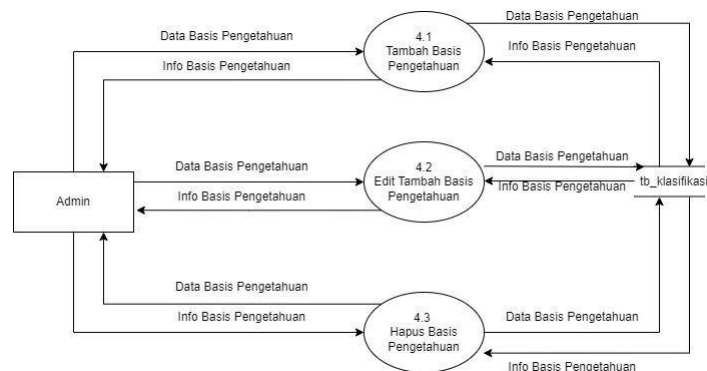 Data Basis Pengetahuan
4.1
Tambah Basis
Pengetahuan
Data Basis Pengetahuan
Info Basis Pengetahuan
Info Basis Pengetahuan
Admin
Data Basis Pengetahuan
Info Basis Pengetahuan
4.2
Edit Tambah Basis
Pengetahuan
Data Basis Pengetahuan
Info Basis Pengetahuan
tb_klasifikasi
Data Basis Pengetahuan
Info Basis Pengetahuan
4.3
Hapus Basis
Pengetahuan
Data Basis Pengetahuan
Info Basis Pengetahuan